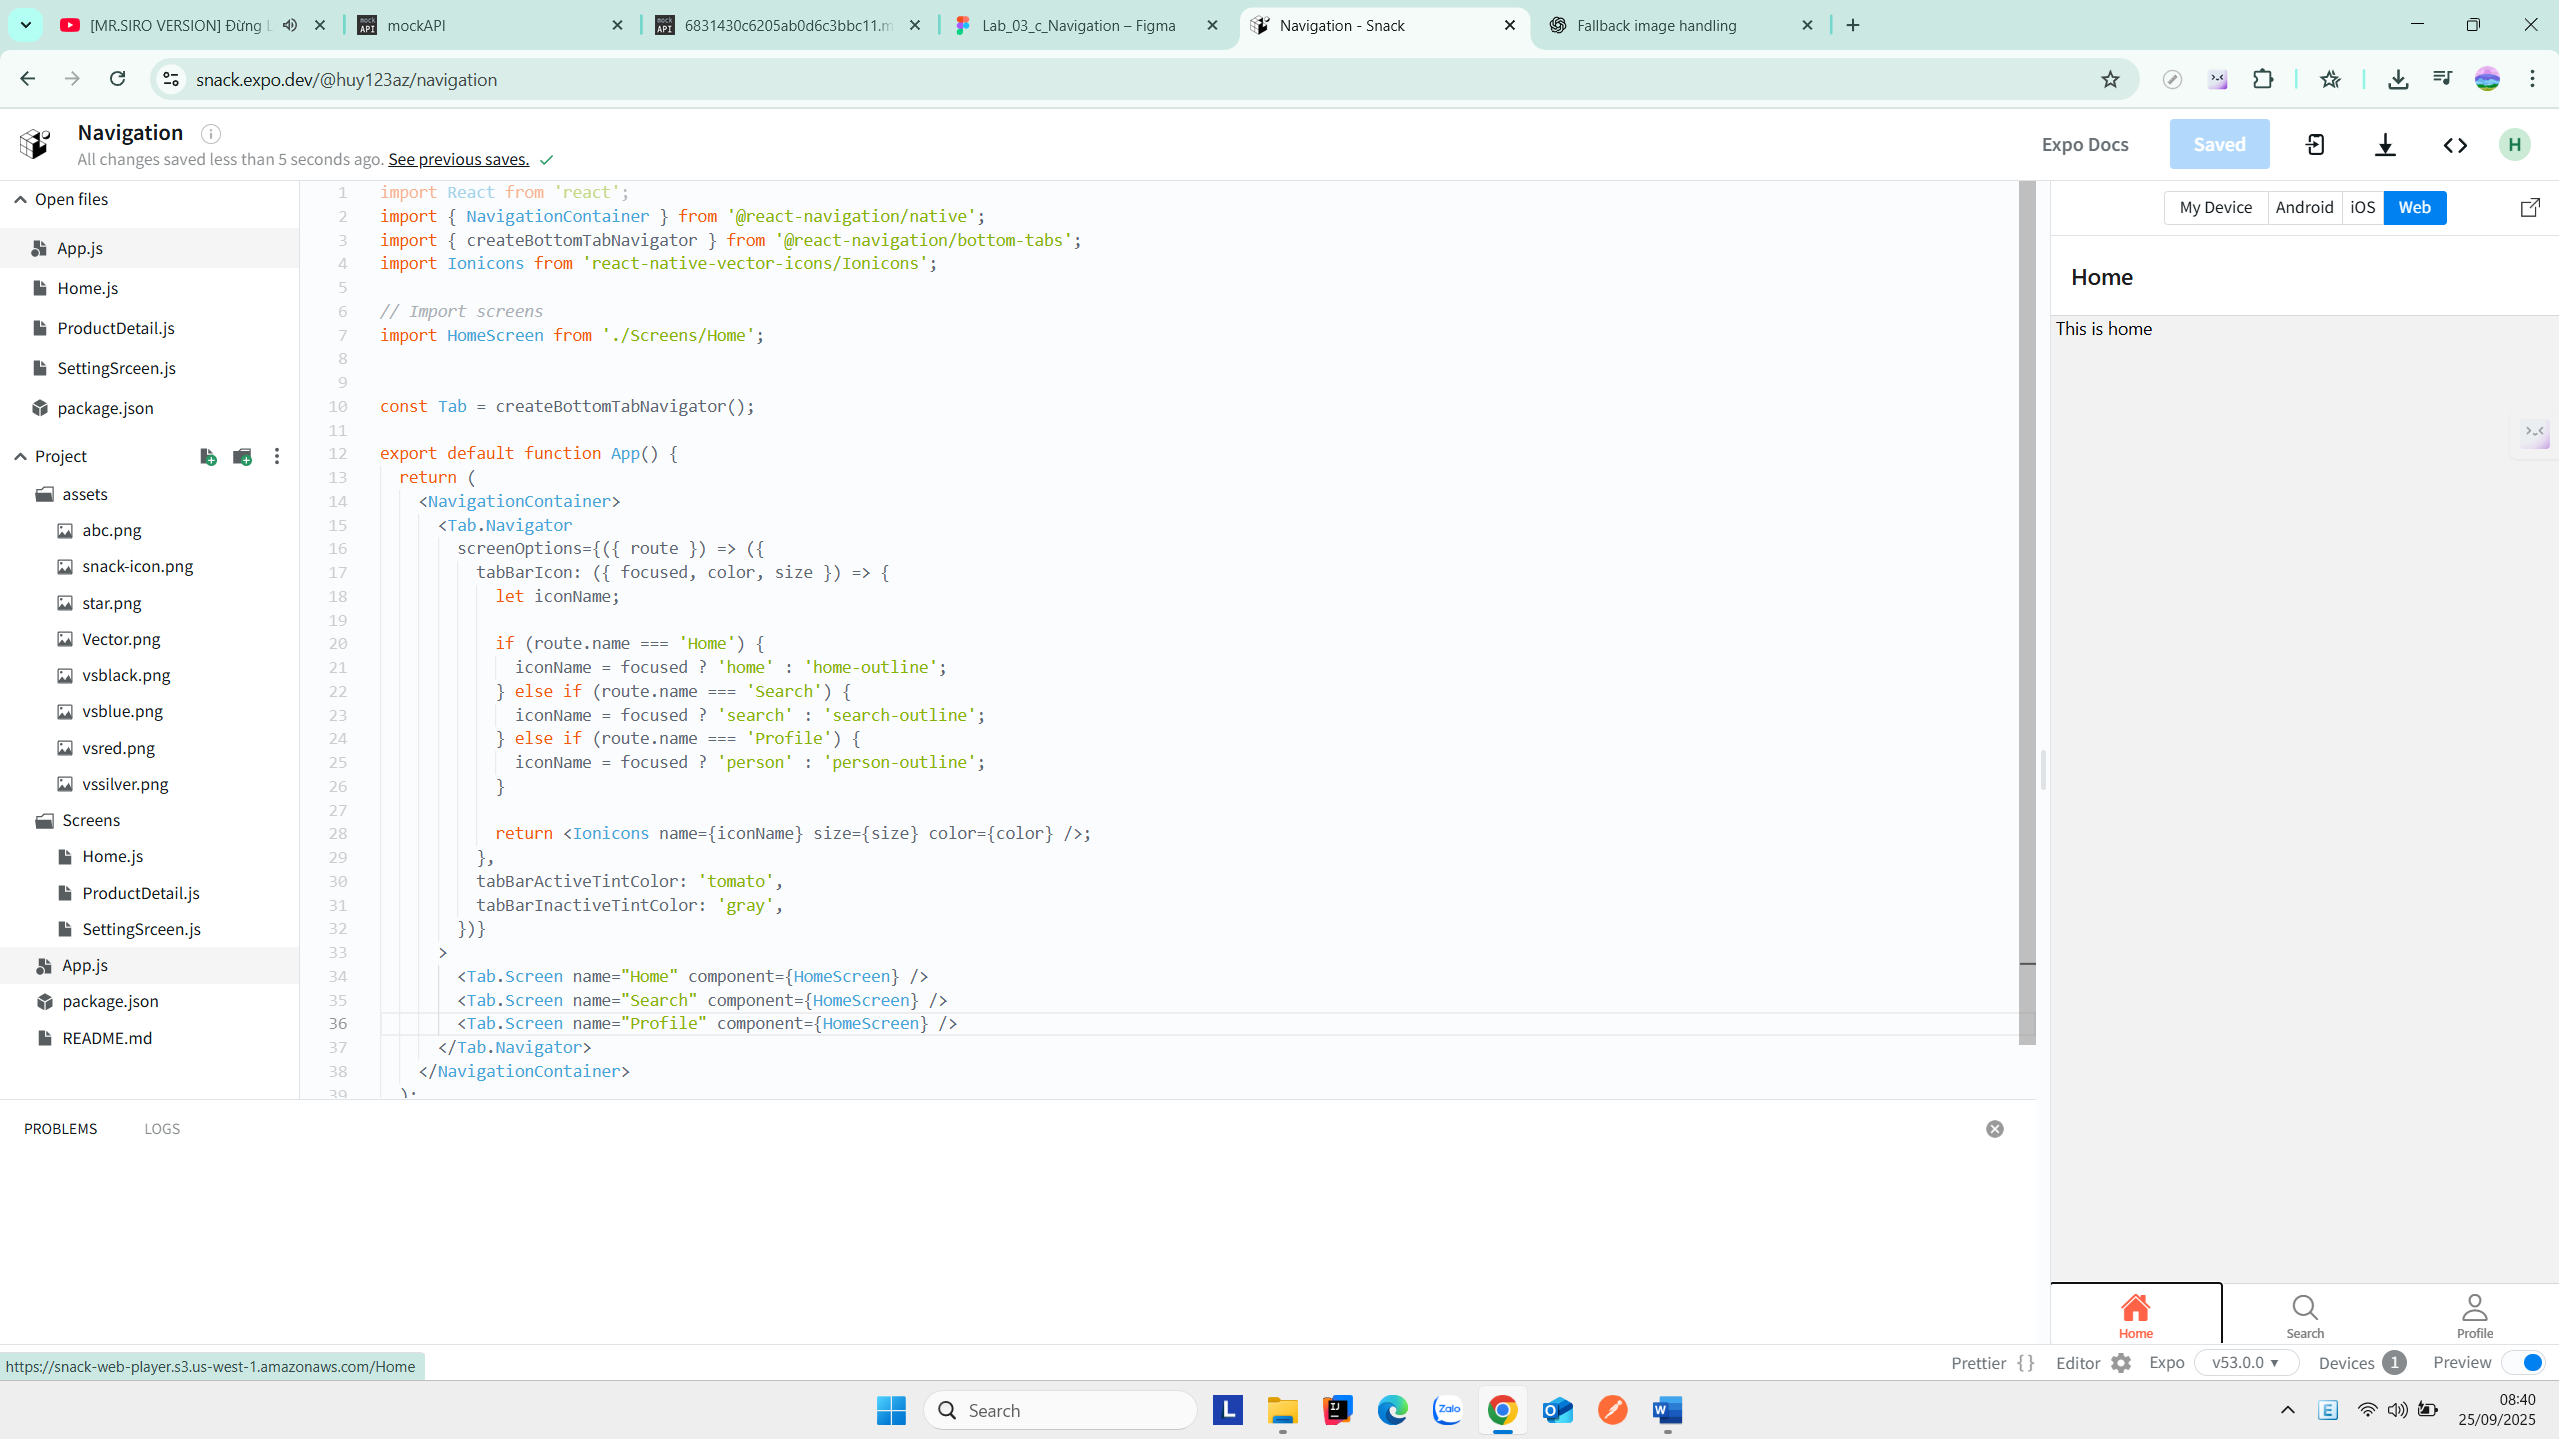 [MR.SIRO VERSION] Đừng L
mockAPI
6831430c6205ab0d6c3bbc11.m
Lab_03_c_Navigation – Figma
Navigation - Snack
Fallback image handling
snack.expo.dev/@huy123az/navigation
Navigation
All changes saved less than 5 seconds ago. See previous saves.
Expo Docs
Saved
H
Open files
App.js
Home.js
ProductDetail.js
SettingSrceen.js
package.json
Project
assets
abc.png
snack-icon.png
star.png
Vector.png
vsblack.png
vsblue.png
vsred.png
vssilver.png
Screens
Home.js
ProductDetail.js
SettingSrceen.js
App.js
package.json
README.md
1 import React from 'react';
2 import { NavigationContainer } from '@react-navigation/native';
3 import { createBottomTabNavigator } from '@react-navigation/bottom-tabs';
4 import Ionicons from 'react-native-vector-icons/Ionicons';
5
6 // Import screens
7 import HomeScreen from './Screens/Home';
8
9
10 const Tab = createBottomTabNavigator();
11
12 export default function App() {
13 return (
14 <NavigationContainer>
15 <Tab.Navigator
16 screenOptions={({ route }) => ({
17 tabBarIcon: ({ focused, color, size }) => {
18 let iconName;
19
20 if (route.name === 'Home') {
21 iconName = focused ? 'home' : 'home-outline';
22 } else if (route.name === 'Search') {
23 iconName = focused ? 'search' : 'search-outline';
24 } else if (route.name === 'Profile') {
25 iconName = focused ? 'person' : 'person-outline';
26 }
27
28 return <Ionicons name={iconName} size={size} color={color} />;
29 },
30 tabBarActiveTintColor: 'tomato',
31 tabBarInactiveTintColor: 'gray',
32 })}
33 >
34 <Tab.Screen name="Home" component={HomeScreen} />
35 <Tab.Screen name="Search" component={HomeScreen} />
36 <Tab.Screen name="Profile" component={HomeScreen} />
37 </Tab.Navigator>
38 </NavigationContainer>
39 );
My Device
Android
iOS
Web
Home
This is home
Home
Search
Profile
PROBLEMS
LOGS
https://snack-web-player.s3.us-west-1.amazonaws.com/Home
Prettier {}
Editor
Expo
v53.0.0
Devices 1
Preview
Search
08:40
25/09/2025